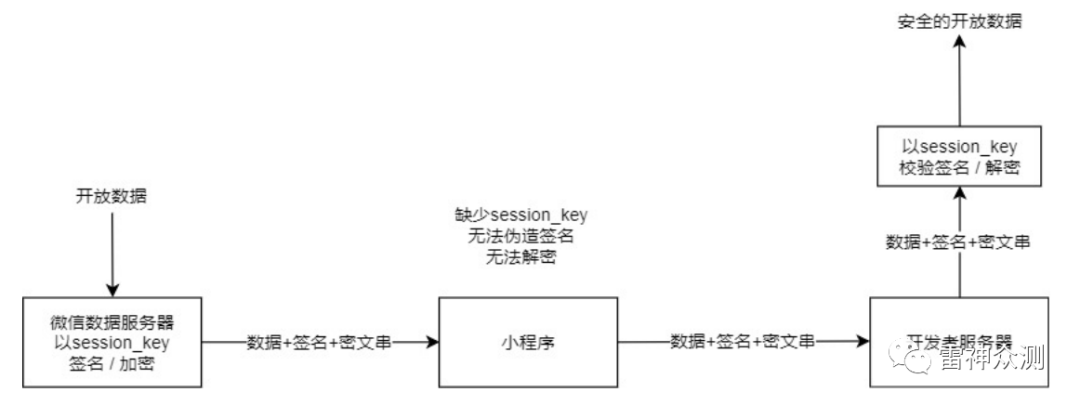 安全的开放数据
以session_key
校验签名 / 解密
开放数据
缺少session_key
无法伪造签名
无法解密
数据+签名+密文串
微信数据服务器
以session_key
签名 / 加密
数据+签名+密文串
小程序
数据+签名+密文串
开发者服务器
雷神众测